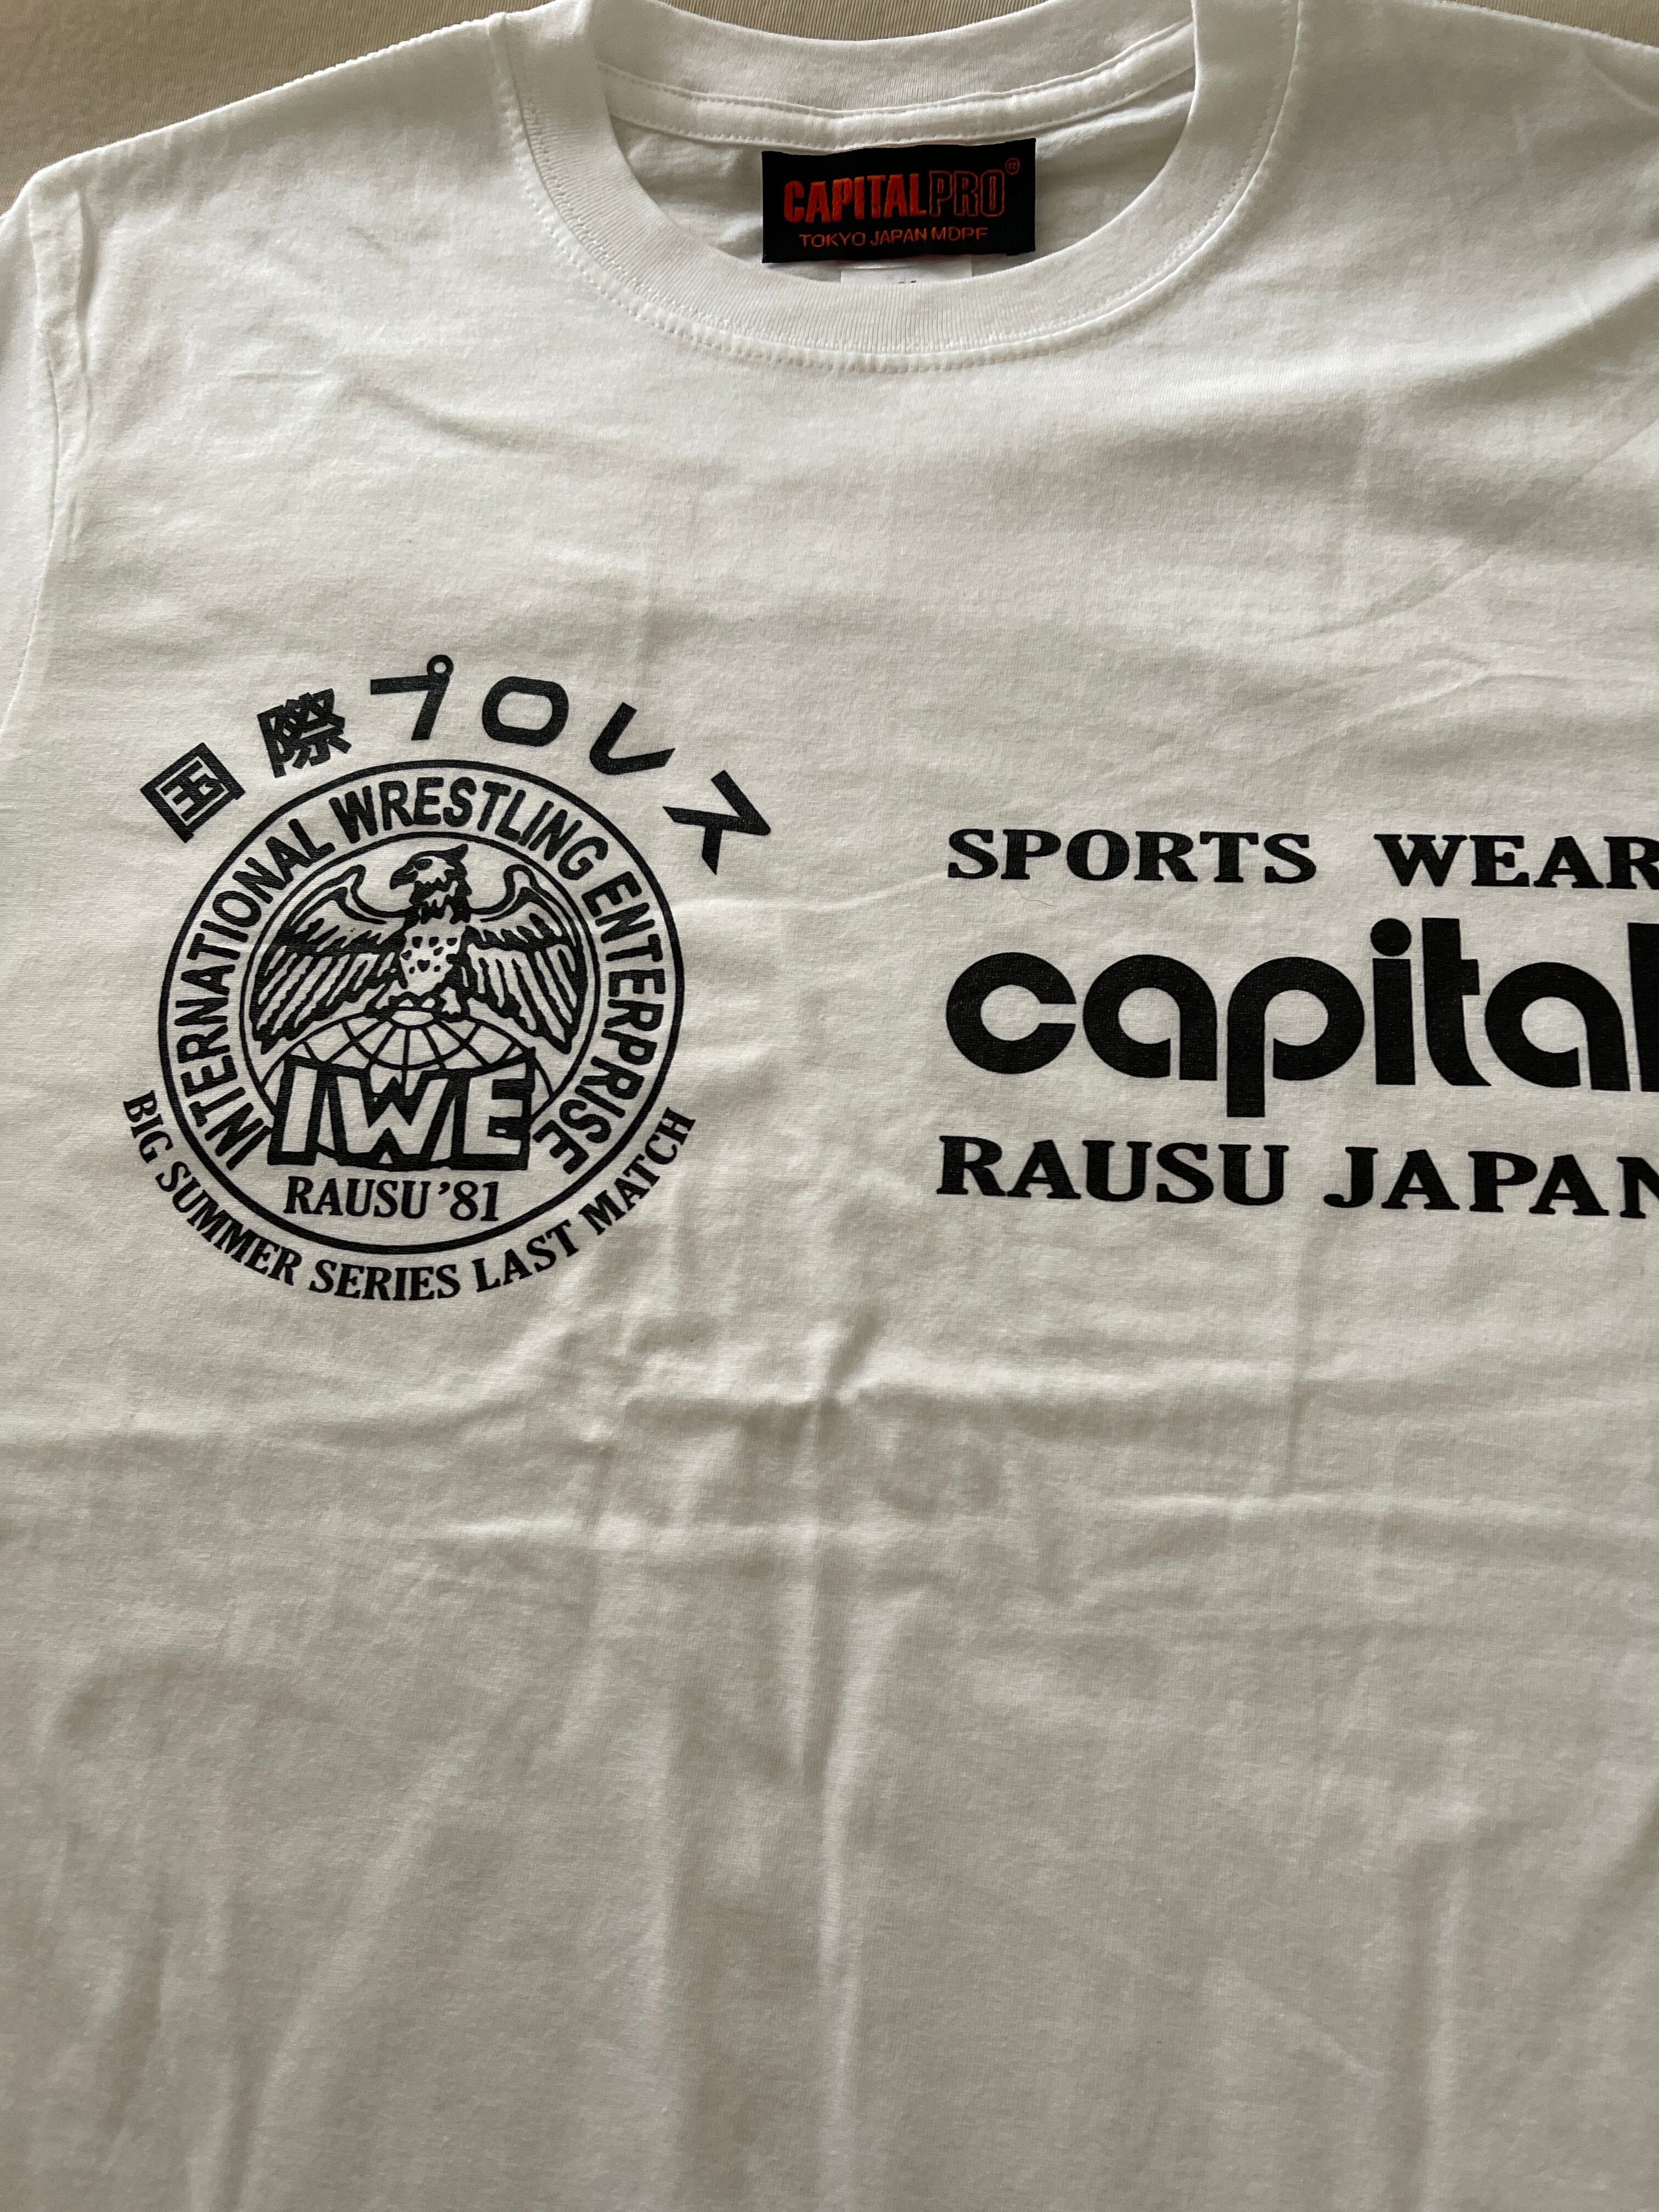 CAPITALPRO®
TOKYO JAPAN MDPF
国際プロレス
INTERNATIONAL WRESTLING ENTERPRISE
IWE
RAUSU '81
BIG SUMMER SERIES LAST MATCH
SPORTS WEAR
capital
RAUSU JAPAN